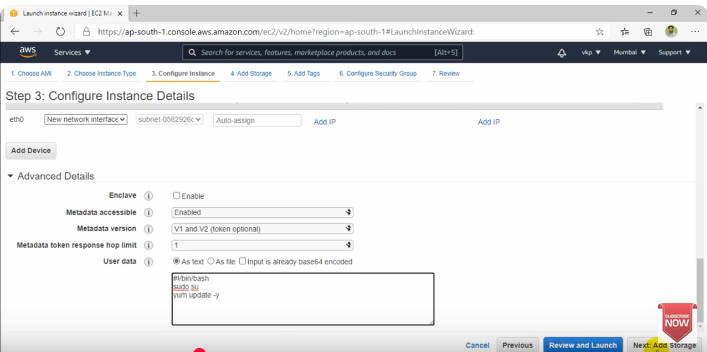 Launch instance wizard | EC2 Ma
https://ap-south-1.console.aws.amazon.com/ec2/v2/home?region=ap-south-1#LaunchInstanceWizard:
aws Services Search for services, features, marketplace products, and docs [Alt+S] vkp Mumbai Support
1. Choose AMI 2. Choose Instance Type 3. Configure Instance 4. Add Storage 5. Add Tags 6. Configure Security Group 7. Review
Step 3: Configure Instance Details
eth0 New network interface subnet-0582926c Auto-assign Add IP Add IP
Add Device
Advanced Details
Enclave Enable
Metadata accessible Enabled
Metadata version V1 and V2 (token optional)
Metadata token response hop limit 1
User data As text As file Input is already base64 encoded
#!/bin/bash
sudo su
yum update -y
SUBSCRIBE
NOW
Cancel Previous Review and Launch Next: Add Storage